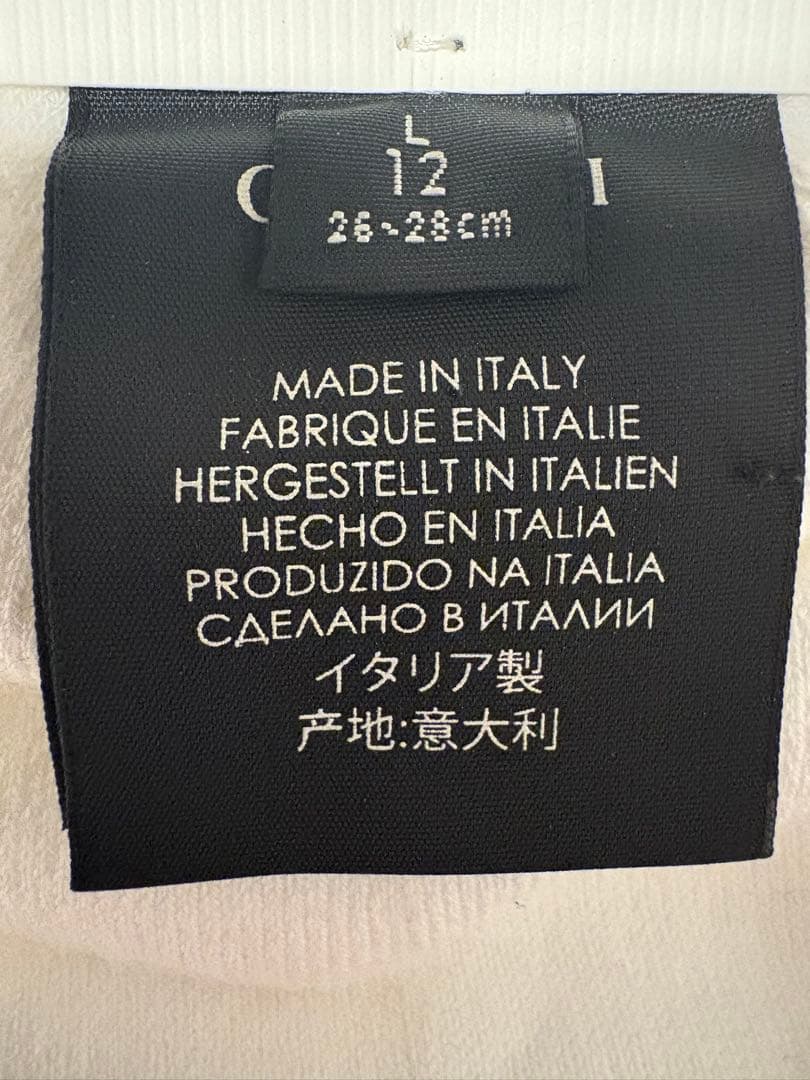 L
12
26~28cm
MADE IN ITALY
FABRIQUE EN ITALIE
HERGESTELLT IN ITALIEN
HECHO EN ITALIA
PRODUZIDO NA ITALIA
СДЕЛАНО В ИТАЛИИ
イタリア製
产地:意大利